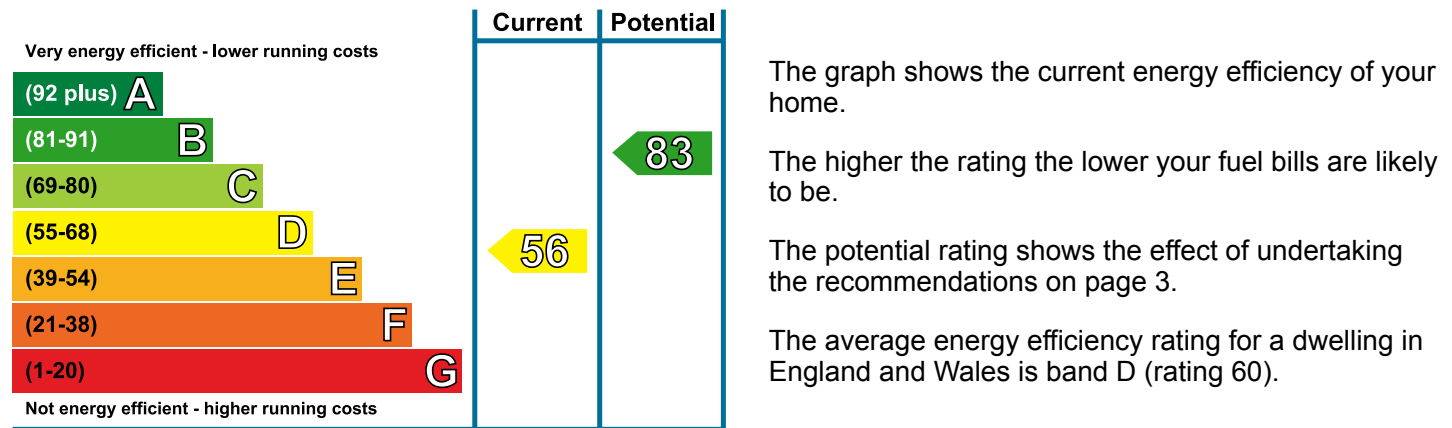 Current Potential
Very energy efficient - lower running costs
(92 plus) A
(81-91) B
(69-80) C
(55-68) D
(39-54) E
(21-38) F
(1-20) G
Not energy efficient - higher running costs
83
56
The graph shows the current energy efficiency of your
home.
The higher the rating the lower your fuel bills are likely
to be.
The potential rating shows the effect of undertaking
the recommendations on page 3.
The average energy efficiency rating for a dwelling in
England and Wales is band D (rating 60).